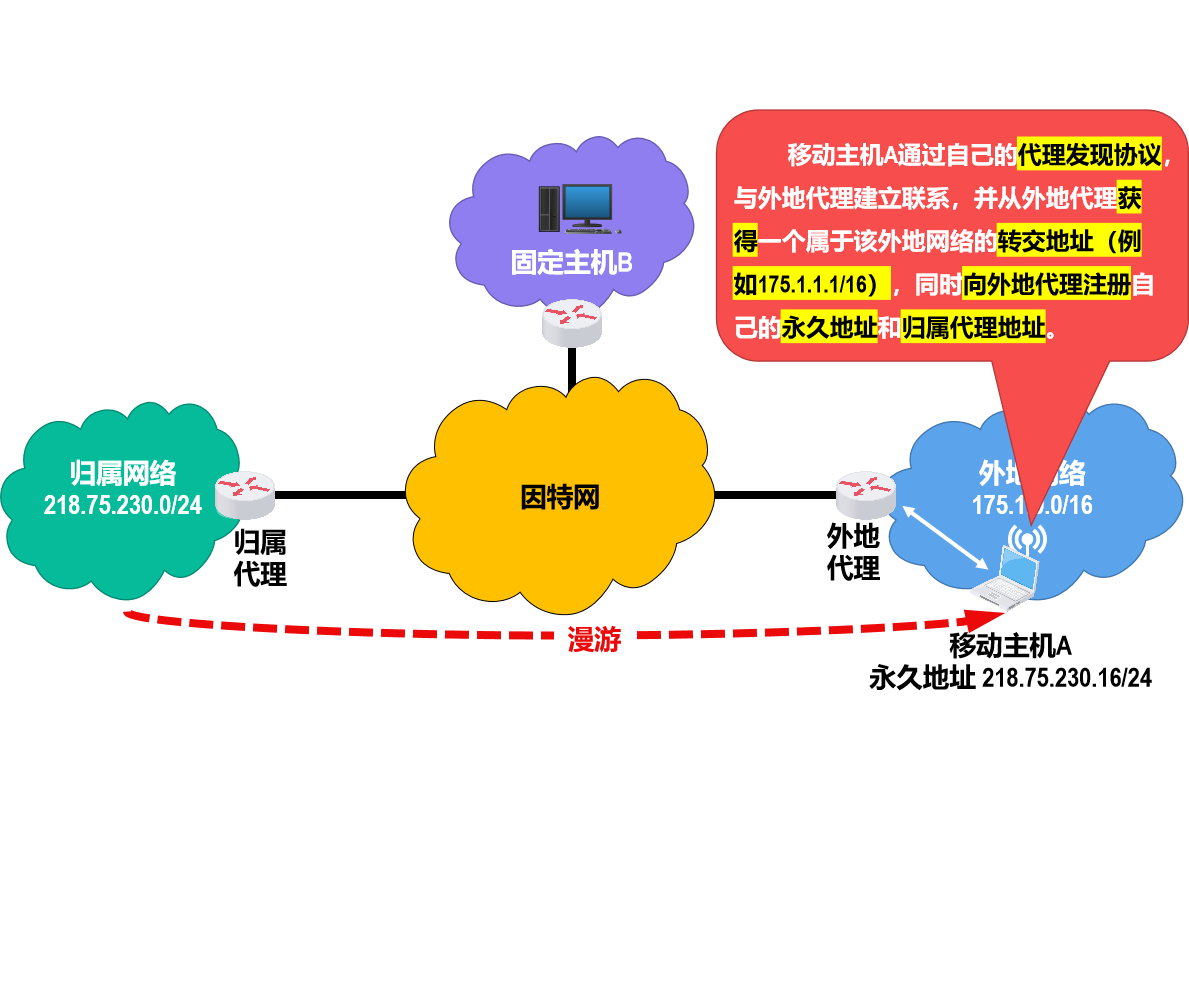 移动主机A通过自己的代理发现协议，
与外地代理建立联系，并从外地代理获
得一个属于该外地网络的转交地址（例
如175.1.1.1/16），同时向外地代理注册自
己的永久地址和归属代理地址。
固定主机B
归属网络
218.75.230.0/24
归属
代理
因特网
外地
代理
外地网络
175.1.0.0/16
漫游
移动主机A
永久地址 218.75.230.16/24